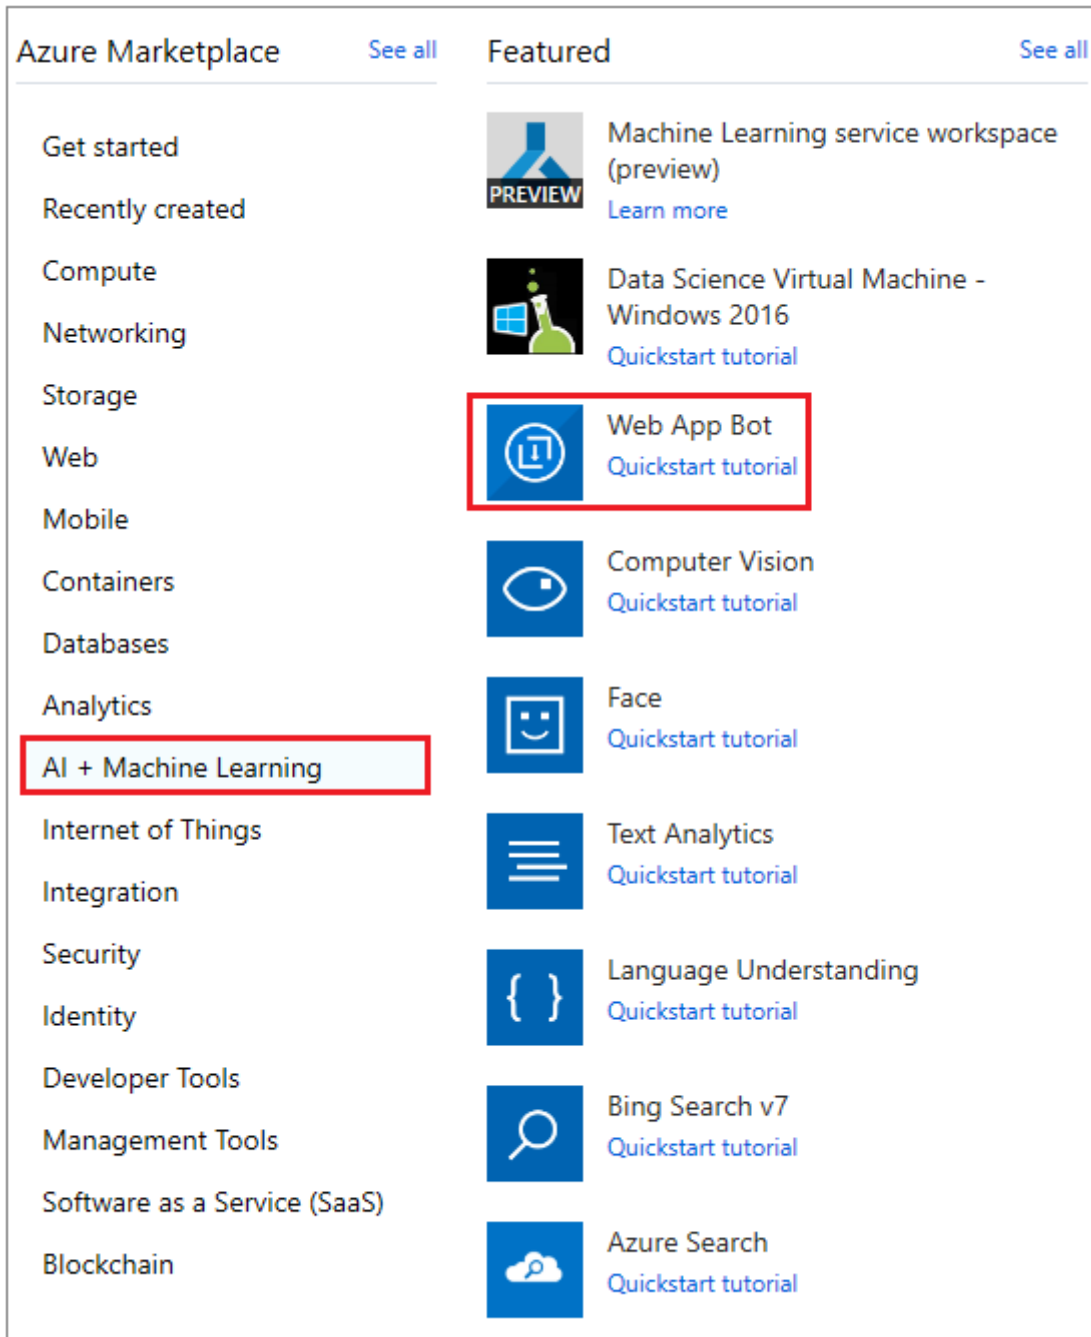 Azure Marketplace
See all
Get started
Recently created
Compute
Networking
Storage
Web
Mobile
Containers
Databases
Analytics
AI + Machine Learning
Internet of Things
Integration
Security
Identity
Developer Tools
Management Tools
Software as a Service (SaaS)
Blockchain
Featured
See all
PREVIEW
Machine Learning service workspace
(preview)
Learn more
Data Science Virtual Machine -
Windows 2016
Quickstart tutorial
Web App Bot
Quickstart tutorial
Computer Vision
Quickstart tutorial
Face
Quickstart tutorial
Text Analytics
Quickstart tutorial
{ }
Language Understanding
Quickstart tutorial
Bing Search v7
Quickstart tutorial
Azure Search
Quickstart tutorial